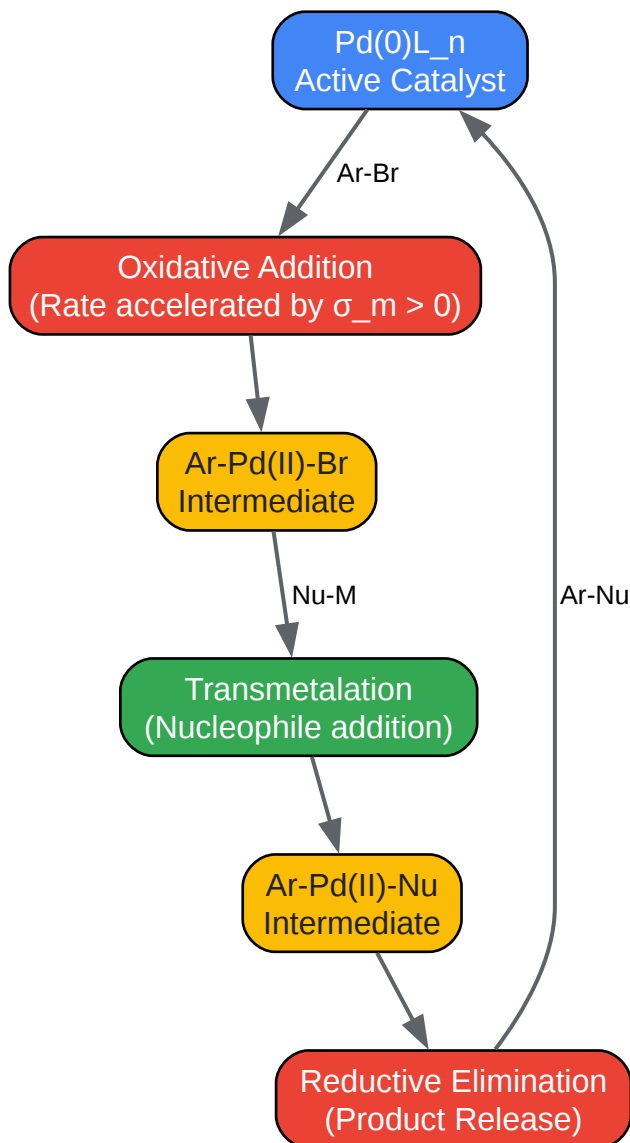 Pd(0)L_n
Active Catalyst
Ar-Br
Oxidative Addition
(Rate accelerated by σ_m > 0)
Ar-Pd(II)-Br
Intermediate
Nu-M
Ar-Nu
Transmetalation
(Nucleophile addition)
Ar-Pd(II)-Nu
Intermediate
Reductive Elimination
(Product Release)